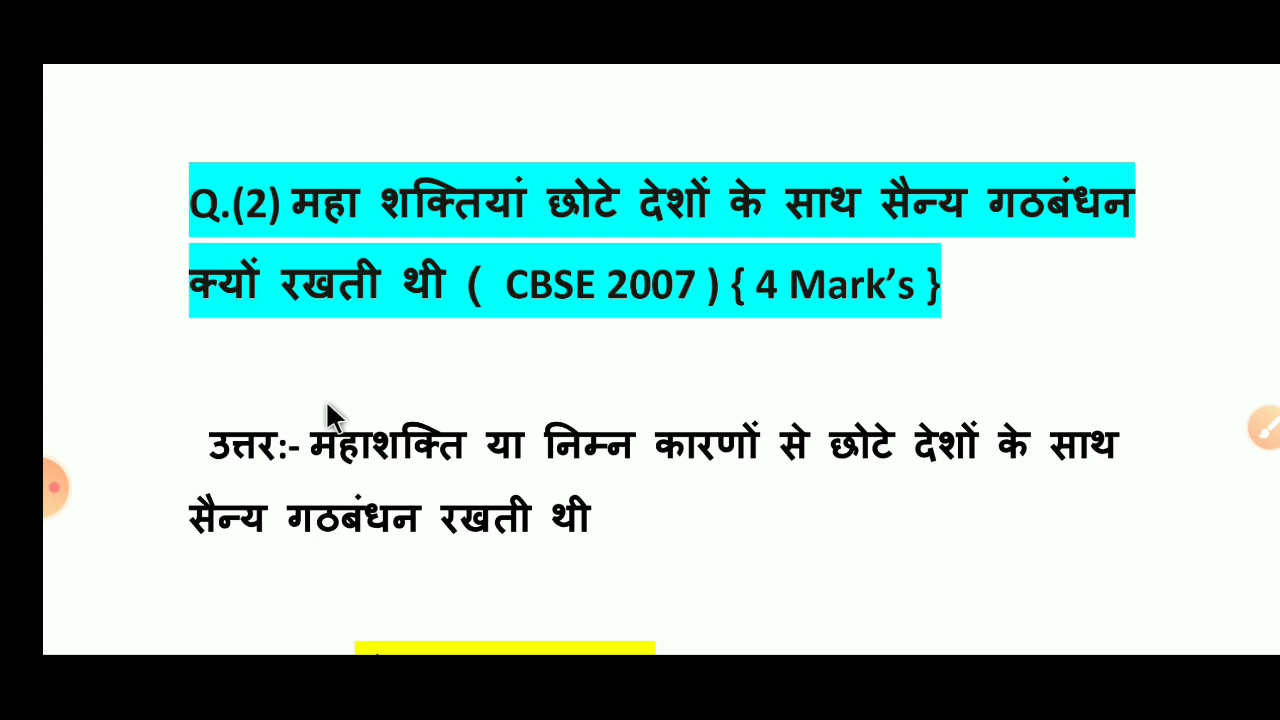 Q.(2) महा शक्तियां छोटे देशों के साथ सैन्य गठबंधन
क्यों रखती थी ( CBSE 2007 ) { 4 Mark’s }
उत्तर:- महाशक्ति या निम्न कारणों से छोटे देशों के साथ
सैन्य गठबंधन रखती थी